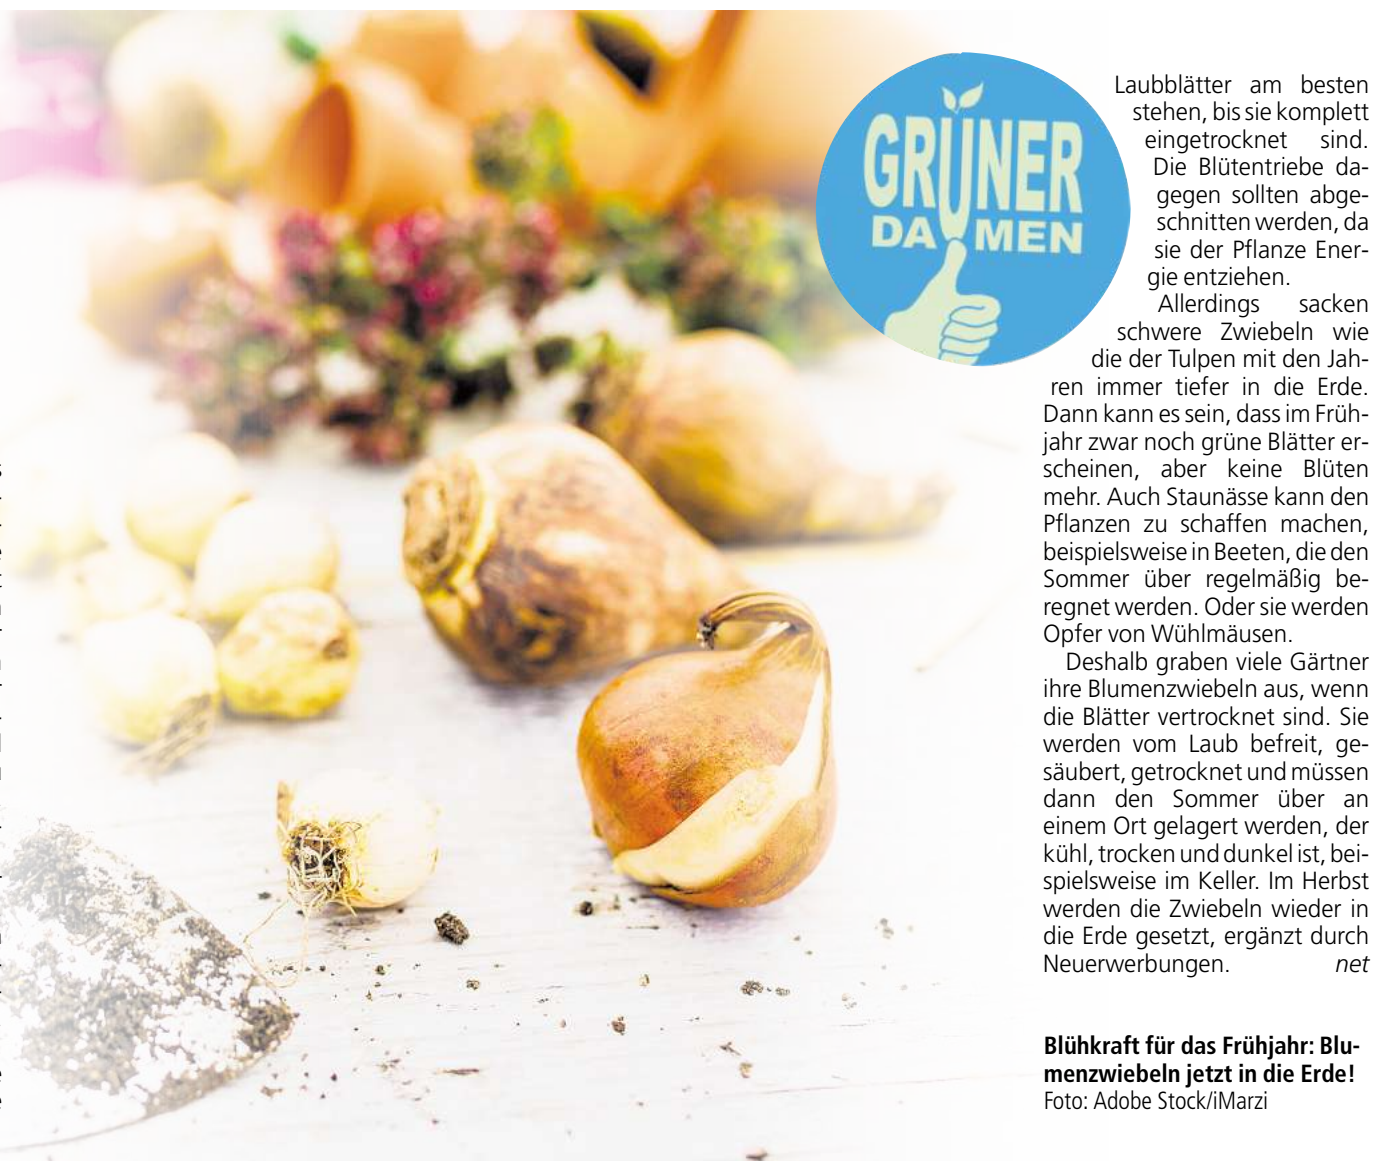 GRÜNER
DAUMEN
Laubblätter am besten
stehen, bis sie komplett
eingetrocknet sind.
Die Blütentriebe da-
gegen sollten abge-
schnitten werden, da
sie der Pflanze Ener-
gie entziehen.
Allerdings sacken
schwere Zwiebeln wie
die der Tulpen mit den Jah-
ren immer tiefer in die Erde.
Dann kann es sein, dass im Früh-
jahr zwar noch grüne Blätter er-
scheinen, aber keine Blüten
mehr. Auch Staunässe kann den
Pflanzen zu schaffen machen,
beispielsweise in Beeten, die den
Sommer über regelmäßig be-
regnet werden. Oder sie werden
Opfer von Wühlmäusen.
Deshalb graben viele Gärtner
ihre Blumenzwiebeln aus, wenn
die Blätter vertrocknet sind. Sie
werden vom Laub befreit, ge-
säubert, getrocknet und müssen
dann den Sommer über an
einem Ort gelagert werden, der
kühl, trocken und dunkel ist, bei-
spielsweise im Keller. Im Herbst
werden die Zwiebeln wieder in
die Erde gesetzt, ergänzt durch
Neuerwerbungen. net
Blühkraft für das Frühjahr: Blu-
menzwiebeln jetzt in die Erde!
Foto: Adobe Stock/iMarzi